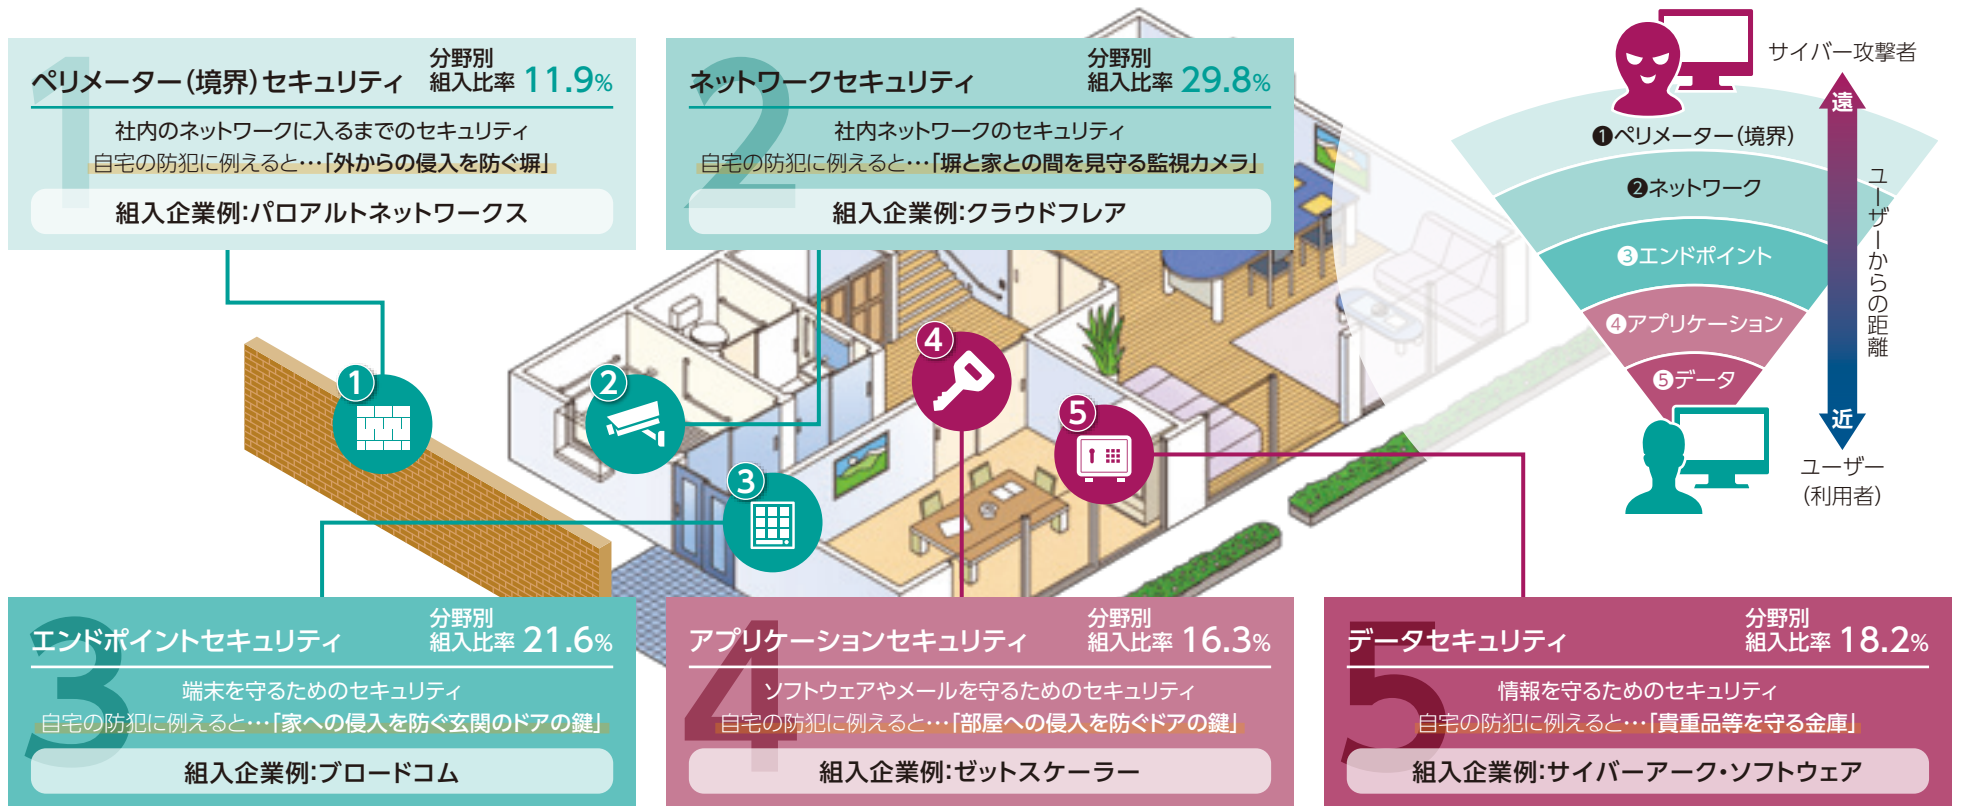 1
ペリメーター(境界)セキュリティ
分野別
組入比率 11.9%
社内のネットワークに入るまでのセキュリティ
自宅の防犯に例えると…「外からの侵入を防ぐ塀」
組入企業例:パロアルトネットワークス
2
ネットワークセキュリティ
分野別
組入比率 29.8%
社内ネットワークのセキュリティ
自宅の防犯に例えると…「塀と家との間を見守る監視カメラ」
組入企業例:クラウドフレア
サイバー攻撃者
遠
❶ペリメーター(境界)
❷ネットワーク
❸エンドポイント
❹アプリケーション
❺データ
ユーザーからの距離
近
ユーザー
(利用者)
1
2
3
4
5
3
エンドポイントセキュリティ
分野別
組入比率 21.6%
端末を守るためのセキュリティ
自宅の防犯に例えると…「家への侵入を防ぐ玄関のドアの鍵」
組入企業例:ブロードコム
4
アプリケーションセキュリティ
分野別
組入比率 16.3%
ソフトウェアやメールを守るためのセキュリティ
自宅の防犯に例えると…「部屋への侵入を防ぐドアの鍵」
組入企業例:ゼットスケーラー
5
データセキュリティ
分野別
組入比率 18.2%
情報を守るためのセキュリティ
自宅の防犯に例えると…「貴重品等を守る金庫」
組入企業例:サイバーアーク・ソフトウェア